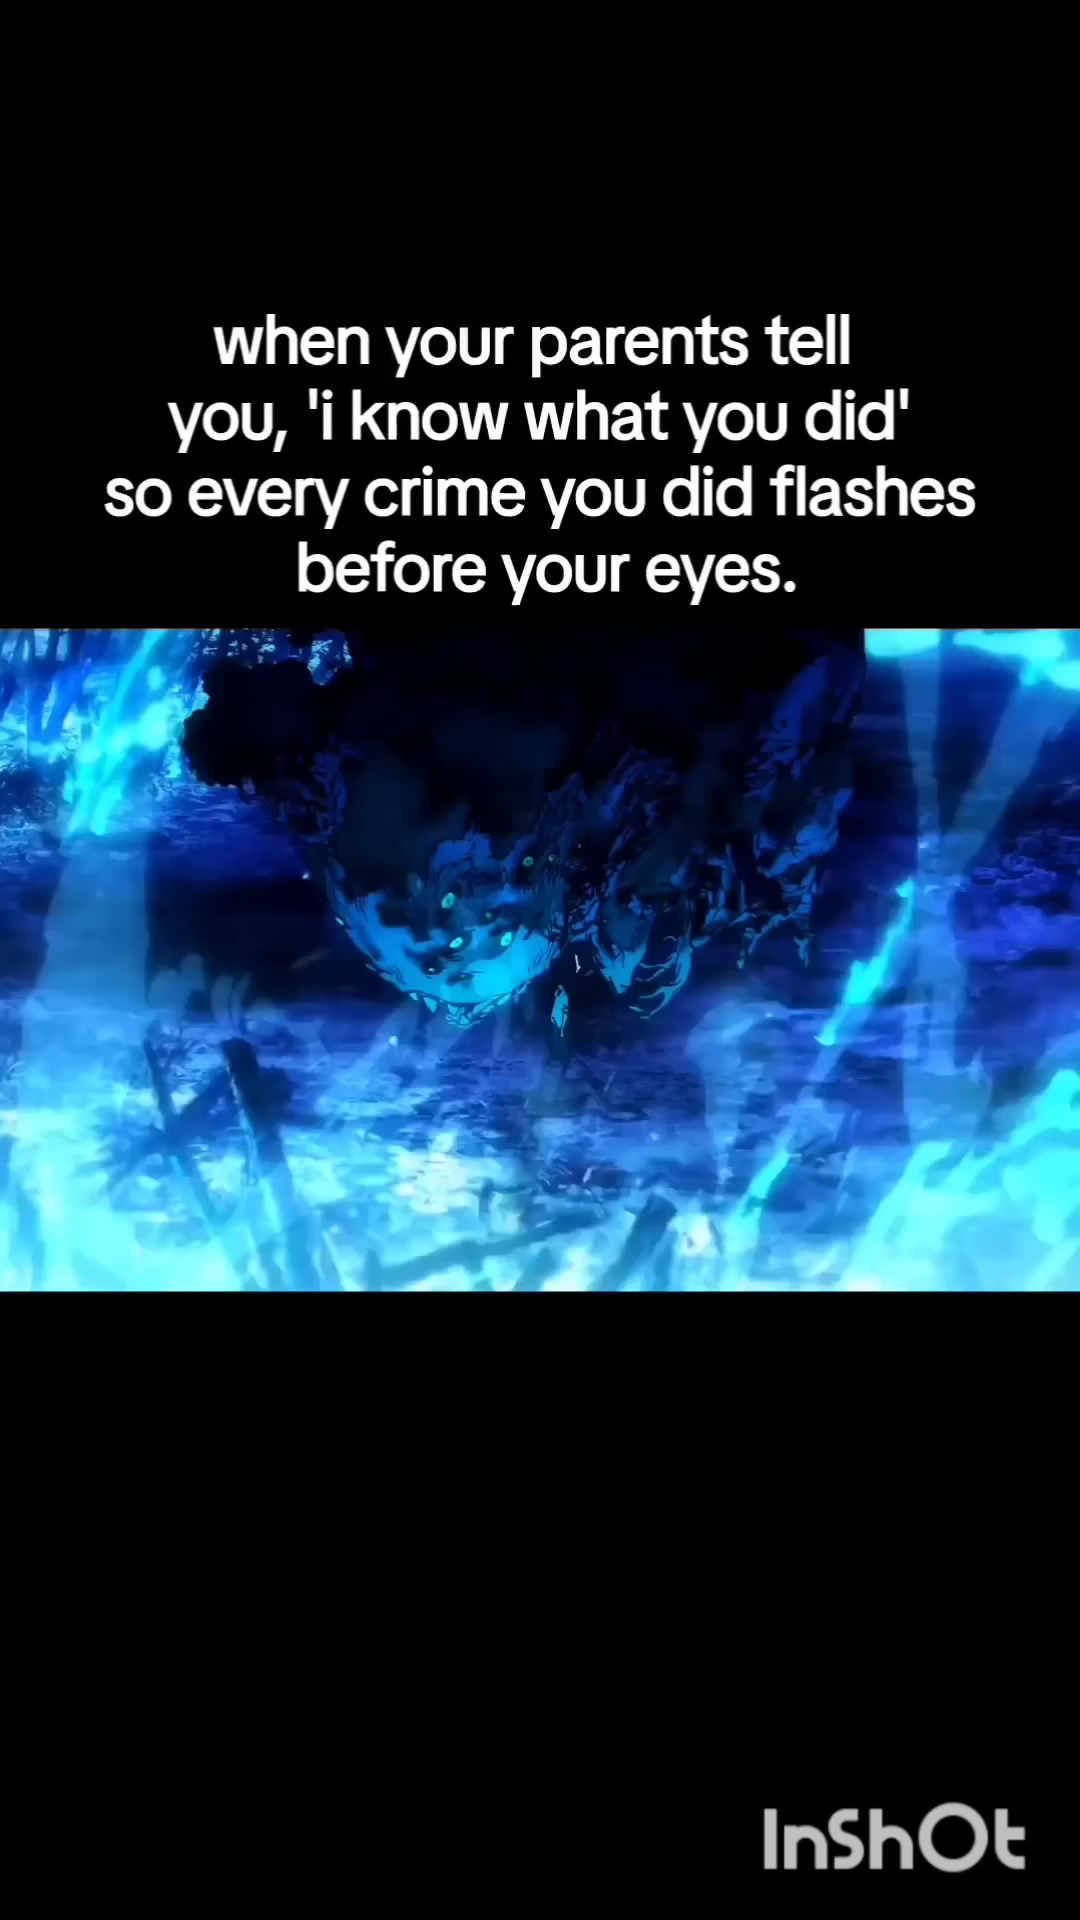 when your parents tell
you, 'i know what you did'
so every crime you did flashes
before your eyes.
InShOt